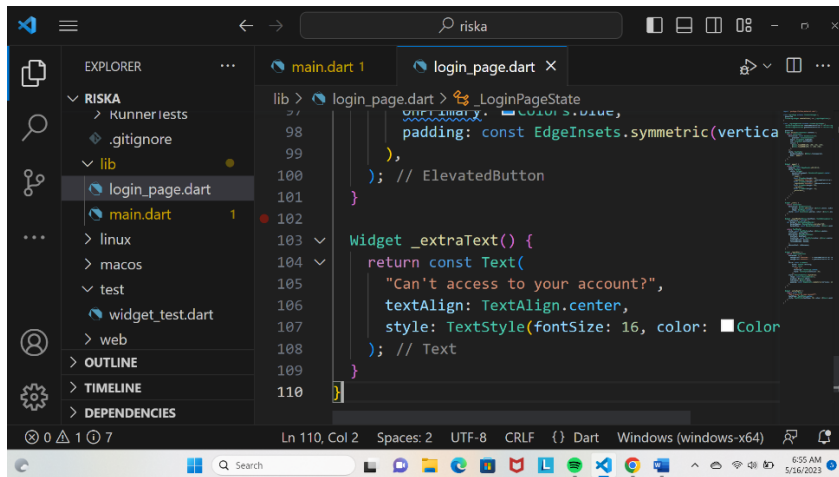 riska
EXPLORER
main.dart 1
login_page.dart
RISKA
lib > login_page.dart > _LoginPageState
RunnerTests
.gitignore
lib
login_page.dart
main.dart 1
linux
macos
test
widget_test.dart
web
OUTLINE
TIMELINE
DEPENDENCIES
97 onPrimary: Colors.blue,
98 padding: const EdgeInsets.symmetric(vertica
99 ),
100 ); // ElevatedButton
101 }
102
103 Widget _extraText() {
104 return const Text(
105 "Can't access to your account?",
106 textAlign: TextAlign.center,
107 style: TextStyle(fontSize: 16, color: Color
108 ); // Text
109 }
110 }
0 1 7 Ln 110, Col 2 Spaces: 2 UTF-8 CRLF {} Dart Windows (windows-x64)
Search
6:55 AM
5/16/2023